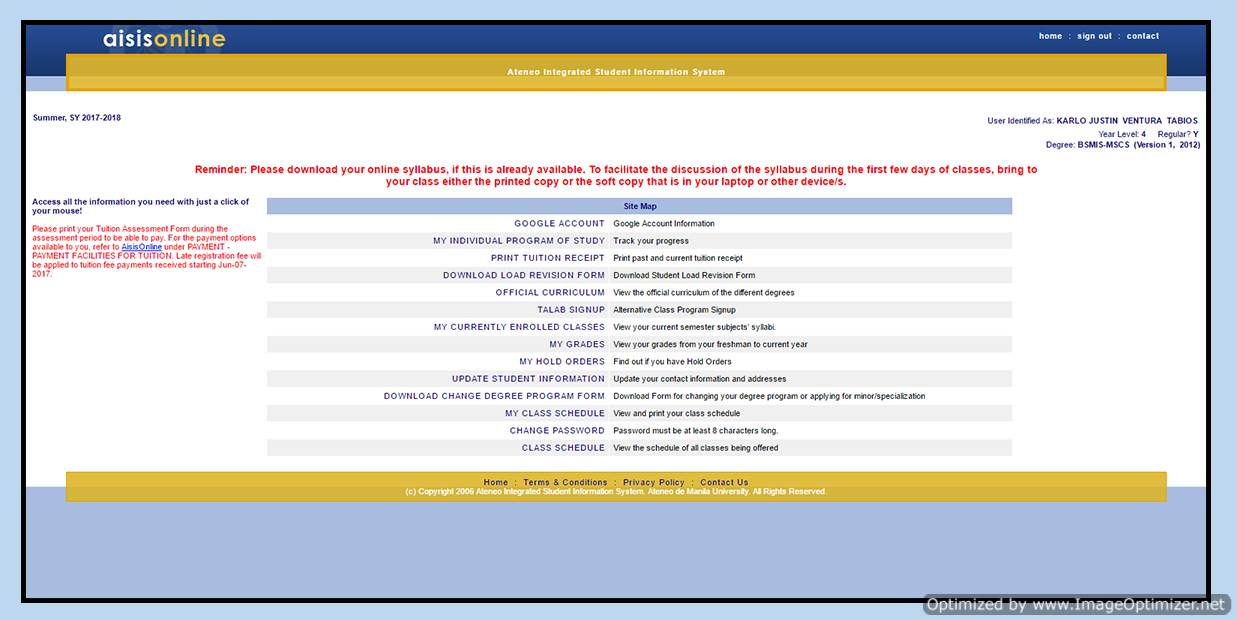 aisisonline
home : sign out : contact
Ateneo Integrated Student Information System
Summer, SY 2017-2018
User Identified As: KARLO JUSTIN VENTURA TABIOS
Year Level: 4 Regular? Y
Degree: BSMIS-MSCS (Version 1, 2012)
Reminder: Please download your online syllabus, if this is already available. To facilitate the discussion of the syllabus during the first few days of classes, bring to
your class either the printed copy or the soft copy that is in your laptop or other device/s.
Access all the information you need with just a click of
your mouse!
Please print your Tuition Assessment Form during the
assessment period to be able to pay. For the payment options
available to you, refer to AisisOnline under PAYMENT -
PAYMENT FACILITIES FOR TUITION. Late registration fee will
be applied to tuition fee payments received starting Jun-07-
2017.
Site Map
GOOGLE ACCOUNT Google Account Information
MY INDIVIDUAL PROGRAM OF STUDY Track your progress
PRINT TUITION RECEIPT Print past and current tuition receipt
DOWNLOAD LOAD REVISION FORM Download Student Load Revision Form
OFFICIAL CURRICULUM View the official curriculum of the different degrees
TALAB SIGNUP Alternative Class Program Signup
MY CURRENTLY ENROLLED CLASSES View your current semester subjects' syllabi.
MY GRADES View your grades from your freshman to current year
MY HOLD ORDERS Find out if you have Hold Orders
UPDATE STUDENT INFORMATION Update your contact information and addresses
DOWNLOAD CHANGE DEGREE PROGRAM FORM Download Form for changing your degree program or applying for minor/specialization
MY CLASS SCHEDULE View and print your class schedule
CHANGE PASSWORD Password must be at least 8 characters long.
CLASS SCHEDULE View the schedule of all classes being offered
Home : Terms & Conditions : Privacy Policy : Contact Us
(c) Copyright 2006 Ateneo Integrated Student Information System. Ateneo de Manila University. All Rights Reserved.
Optimized by www.ImageOptimizer.net